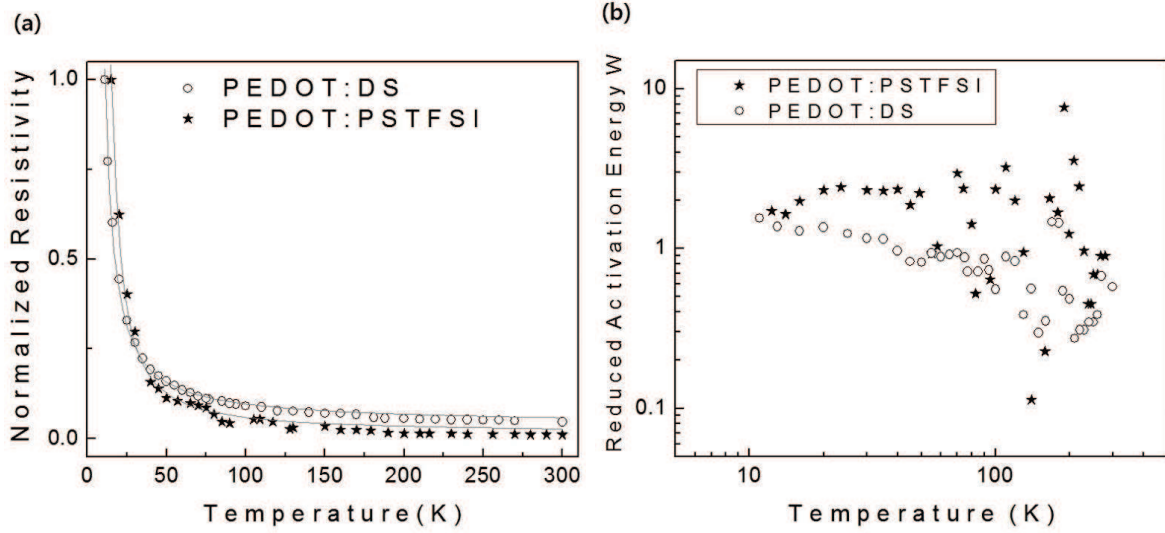 (a)
PEDOT:DS
PEDOT:PSTFSI
Normalized Resistivity
1.0
0.5
0.0
0 50 100 150 200 250 300
Temperature(K)
(b)
PEDOT:PSTFSI
PEDOT:DS
Reduced Activation Energy W
10
1
0.1
10 100
Temperature (K)